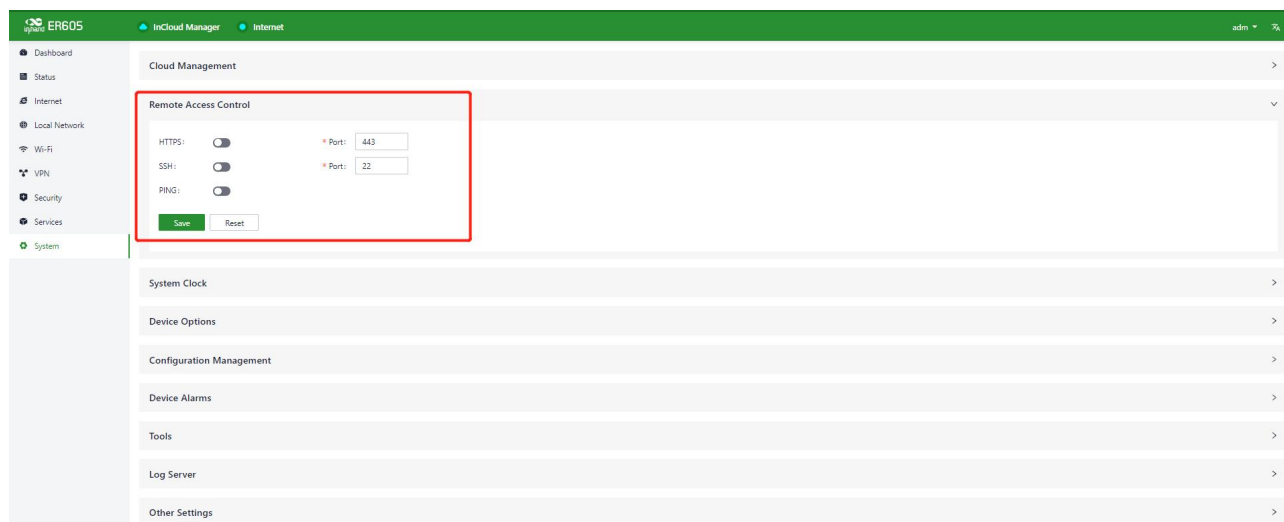 inhand ER605 InCloud Manager Internet adm
Dashboard
Status
Internet
Local Network
Wi-Fi
VPN
Security
Services
System
Cloud Management
Remote Access Control
HTTPS: * Port: 443
SSH: * Port: 22
PING:
Save Reset
System Clock
Device Options
Configuration Management
Device Alarms
Tools
Log Server
Other Settings